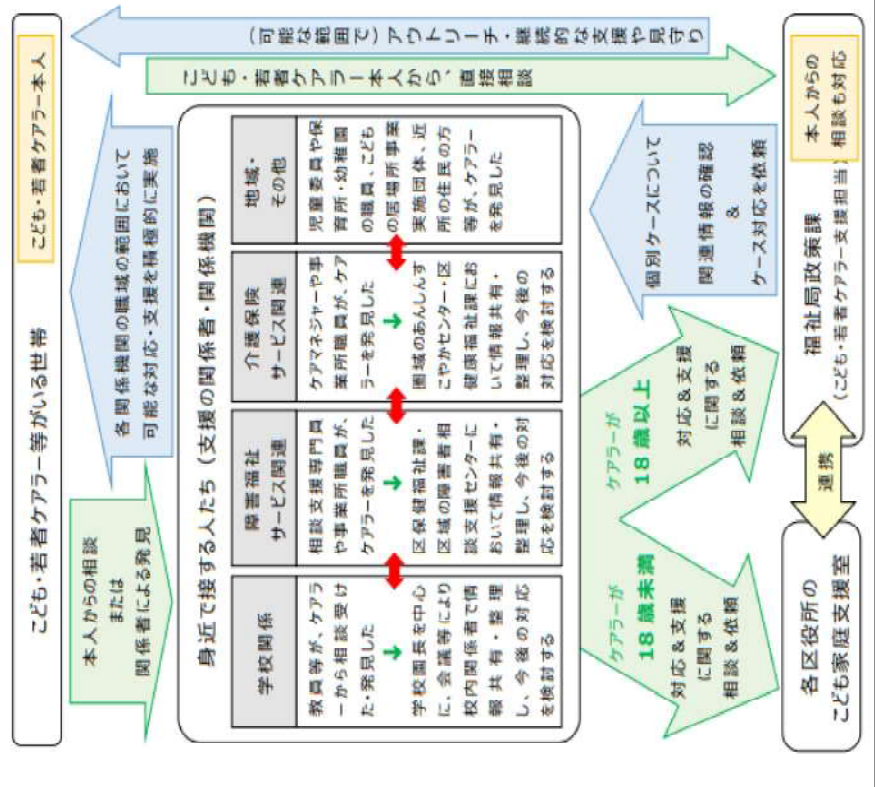 こども・若者ケアラー等がいる世帯
こども・若者ケアラー本人
本人からの相談
または
関係者による発見
各関係機関の職域の範囲において
可能な対応・支援を積極的に実施
(可能な範囲で)アウトリーチ・継続的な支援や見守り
こども・若者ケアラー本人から、直接相談
身近で接する人たち(支援の関係者・関係機関)
学校関係
教員等が、ケアラ
ーから相談受け
た・発見した
学校園長を中心
に、会議等により
校内関係者で情
報共有・整理
し、今後の対応
を検討する
障害福祉
サービス関連
相談支援専門員
や事業所職員が、
ケアラーを発見した
区保健福祉課・
区域の障害者相
談支援センターに
おいて情報共有・
整理し、今後の対
応を検討する
介護保険
サービス関連
ケアマネジャーや事
業所職員が、ケア
ラーを発見した
圏域のあんしんす
こやかセンター・区
健康福祉課にお
いて情報共有・
整理し、今後の
対応を検討する
地域・
その他
児童委員や保
育所・幼稚園
の職員、こども
の居場所事業
実施団体、近
所の住民の方
等が、ケアラー
を発見した
ケアラーが
18歳未満
対応&支援
に関する
相談&依頼
ケアラーが
18歳以上
対応&支援
に関する
相談&依頼
個別ケースについて
関連情報の確認
&
ケース対応を依頼
各区役所の
こども家庭支援室
連携
福祉局政策課
(こども・若者ケアラー支援担当)
本人からの
相談も対応